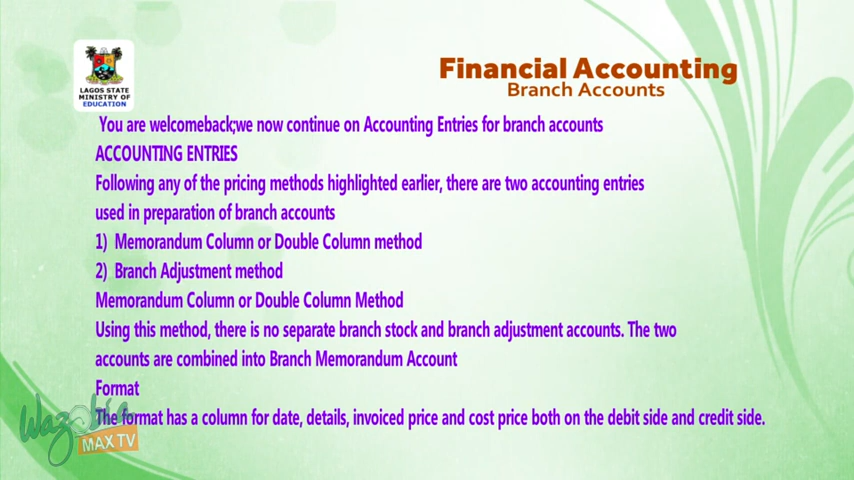 LAGOS STATE
MINISTRY OF
EDUCATION
Financial Accounting
Branch Accounts
You are welcomeback;we now continue on Accounting Entries for branch accounts
ACCOUNTING ENTRIES
Following any of the pricing methods highlighted earlier, there are two accounting entries
used in preparation of branch accounts
1) Memorandum Column or Double Column method
2) Branch Adjustment method
Memorandum Column or Double Column Method
Using this method, there is no separate branch stock and branch adjustment accounts. The two
accounts are combined into Branch Memorandum Account
Format
The format has a column for date, details, invoiced price and cost price both on the debit side and credit side.
Wazobia
MAX TV